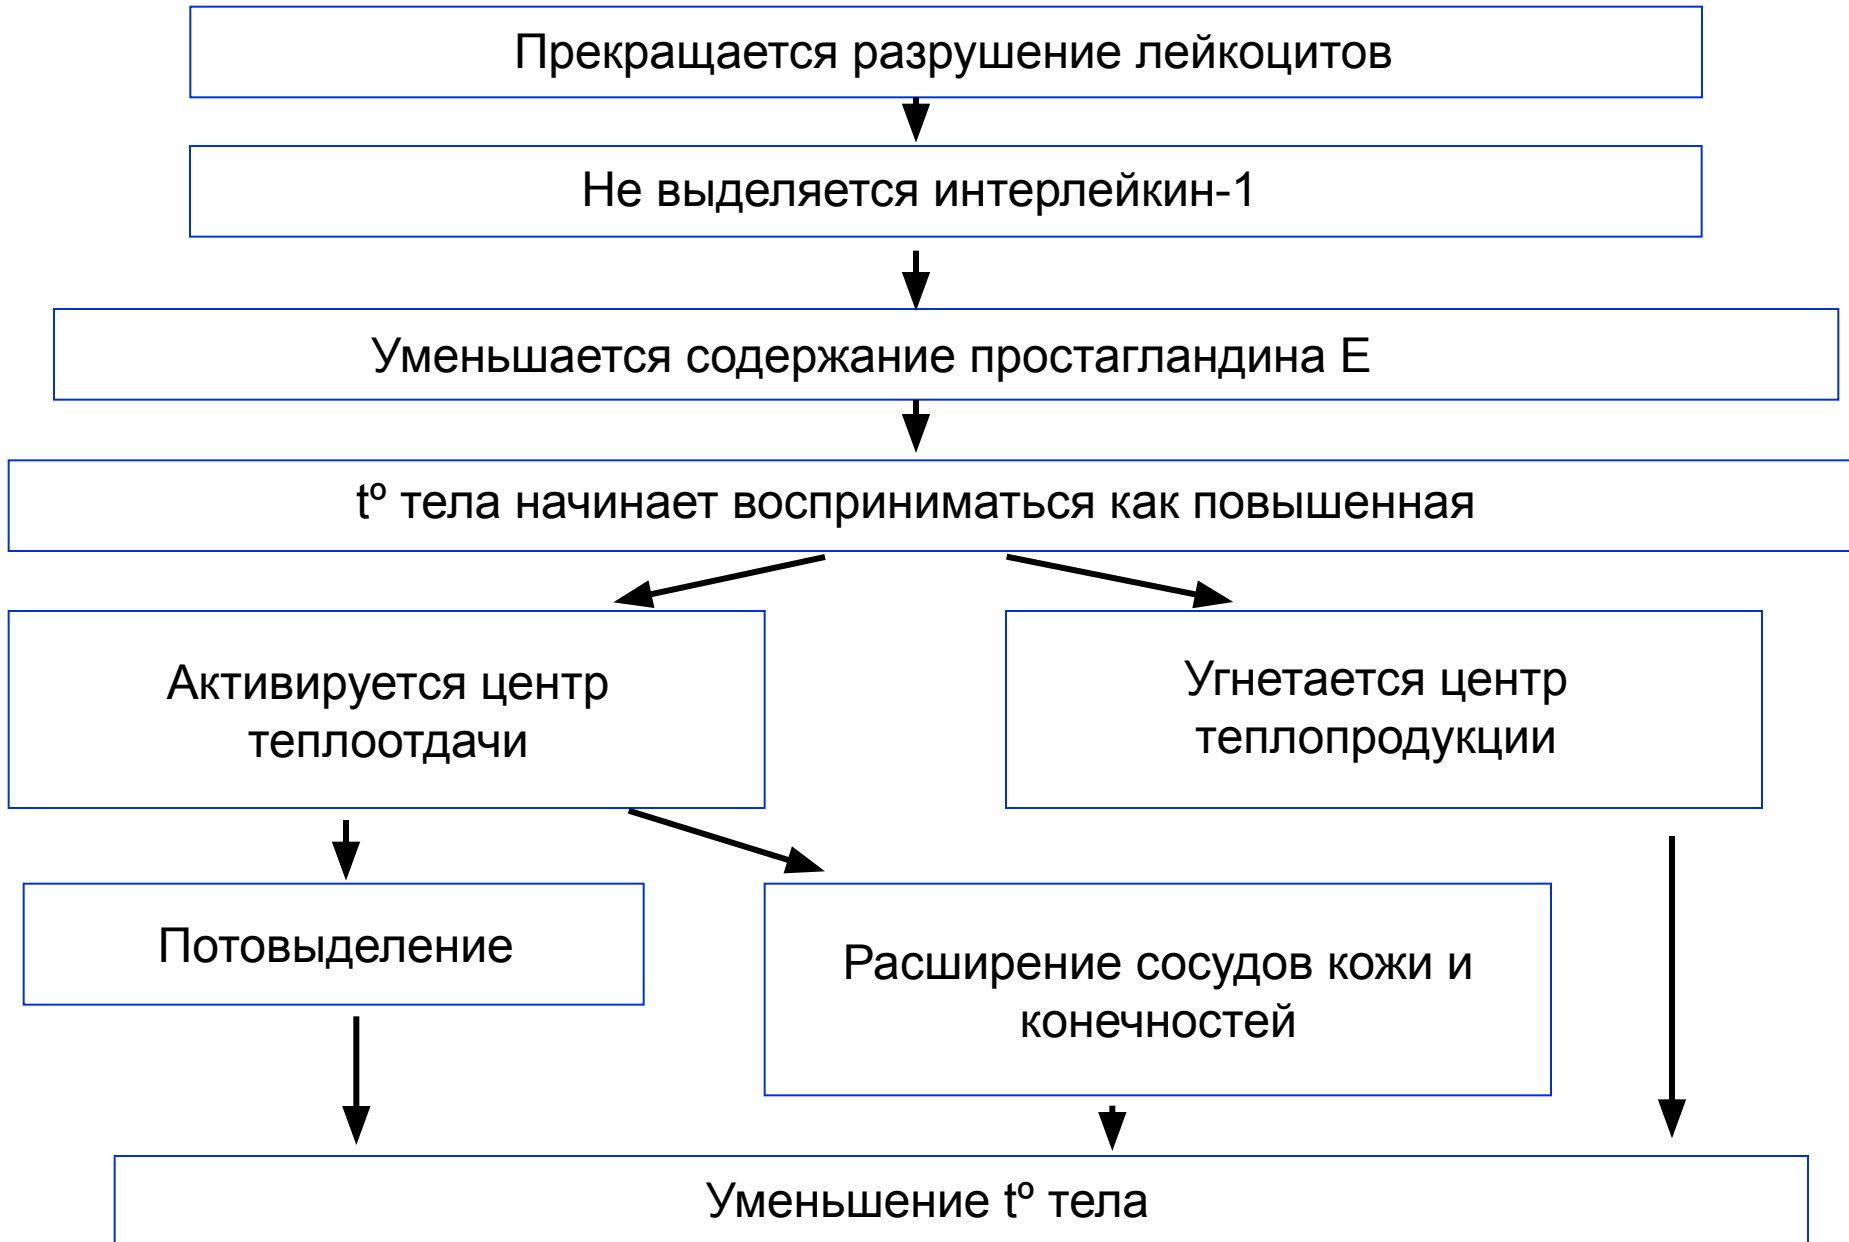 Прекращается разрушение лейкоцитов
Не выделяется интерлейкин-1
Уменьшается содержание простагландина Е
tº тела начинает восприниматься как повышенная
Активируется центр
теплоотдачи
Угнетается центр
теплопродукции
Потовыделение
Расширение сосудов кожи и
конечностей
Уменьшение tº тела